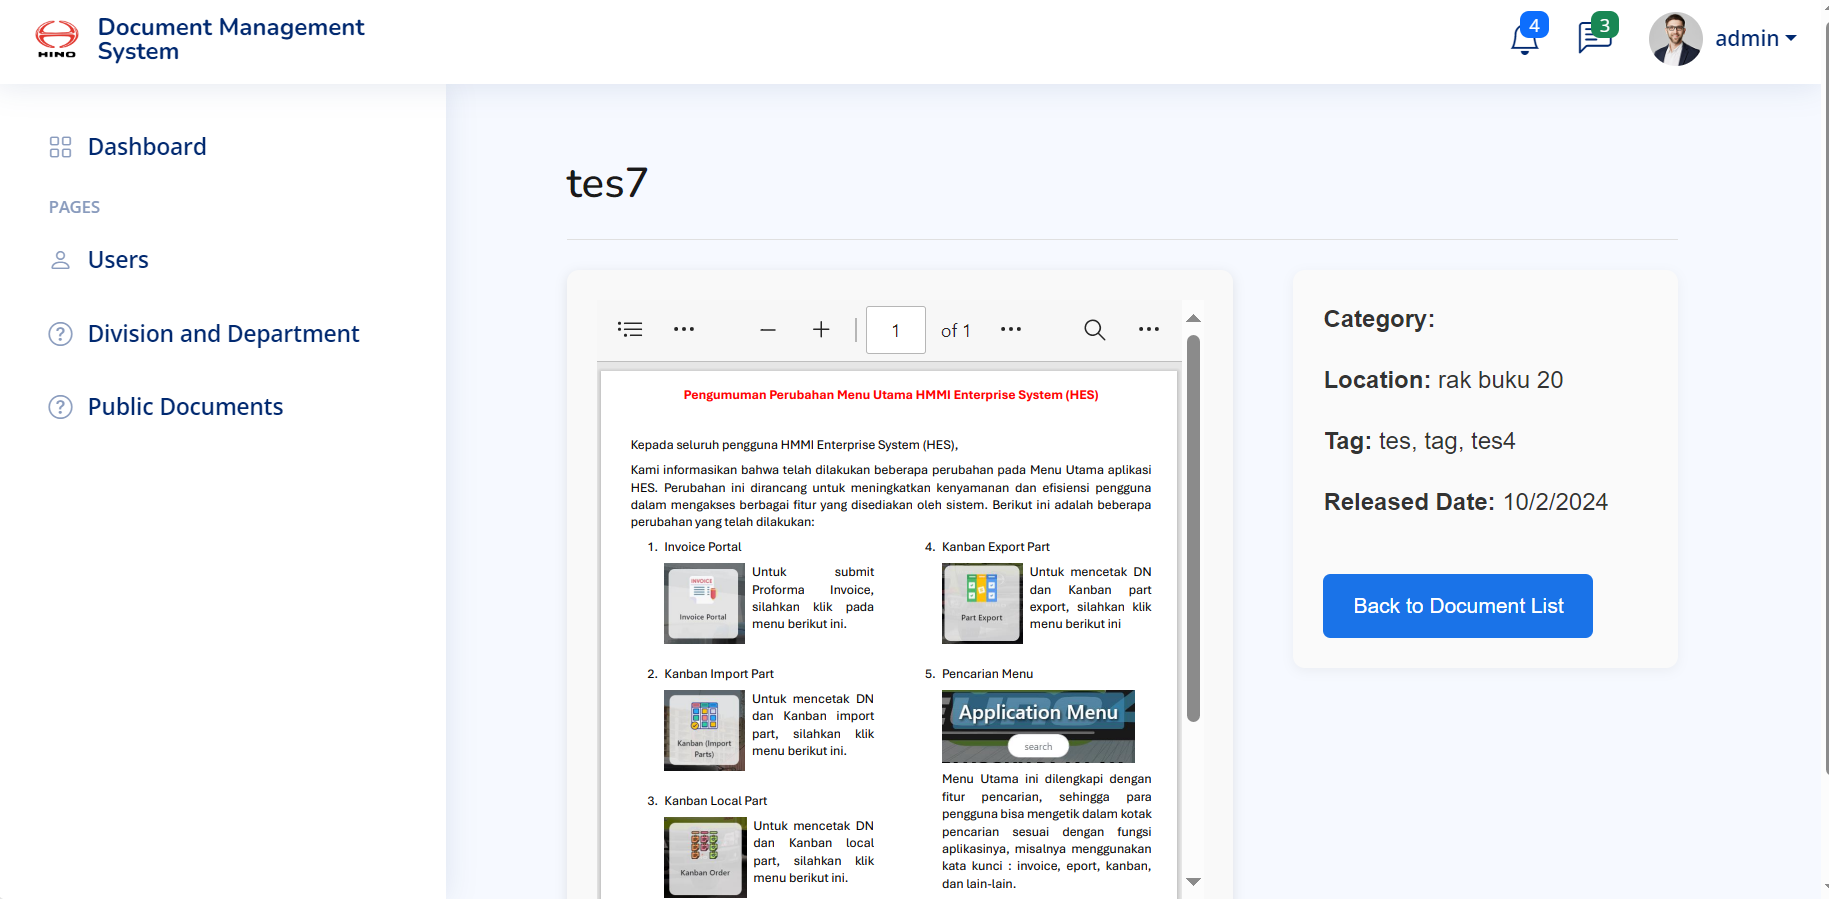 HINO
Document Management
System
4
3
admin
Dashboard
PAGES
Users
Division and Department
Public Documents
tes7
1 of 1
Pengumuman Perubahan Menu Utama HMMI Enterprise System (HES)
Kepada seluruh pengguna HMMI Enterprise System (HES),
Kami informasikan bahwa telah dilakukan beberapa perubahan pada Menu Utama aplikasi
HES. Perubahan ini dirancang untuk meningkatkan kenyamanan dan efisiensi pengguna
dalam mengakses berbagai fitur yang disediakan oleh sistem. Berikut ini adalah beberapa
perubahan yang telah dilakukan:
1. Invoice Portal
INVOICE
Invoice Portal
Untuk submit
Proforma Invoice,
silahkan klik pada
menu berikut ini.
2. Kanban Import Part
Kanban (Import
Parts)
Untuk mencetak DN
dan Kanban import
part, silahkan klik
menu berikut ini.
3. Kanban Local Part
Kanban Order
Untuk mencetak DN
dan Kanban local
part, silahkan klik
menu berikut ini.
4. Kanban Export Part
Part Export
Untuk mencetak DN
dan Kanban part
export, silahkan klik
menu berikut ini
5. Pencarian Menu
Application Menu
search
Menu Utama ini dilengkapi dengan
fitur pencarian, sehingga para
pengguna bisa mengetik dalam kotak
pencarian sesuai dengan fungsi
aplikasinya, misalnya menggunakan
kata kunci : invoice, eport, kanban,
dan lain-lain.
Category:
Location: rak buku 20
Tag: tes, tag, tes4
Released Date: 10/2/2024
Back to Document List